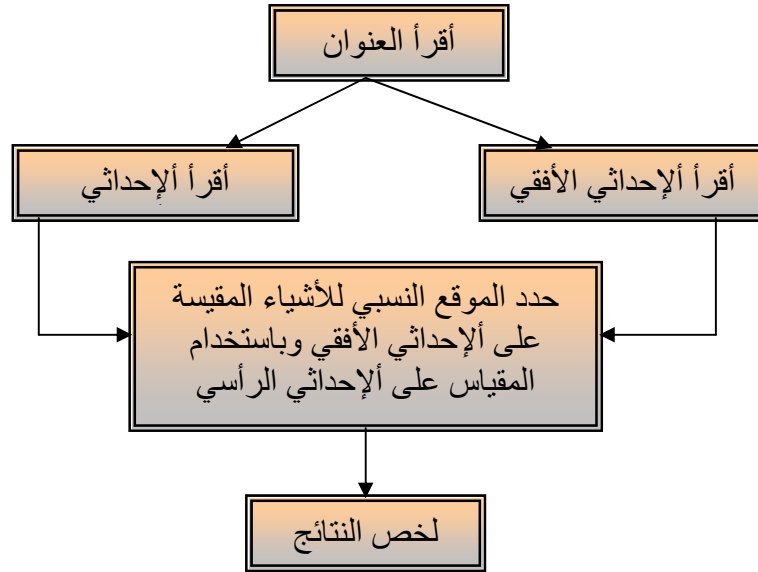 أقرأ العنوان
أقرأ ألإحداثي الأفقي
أقرأ ألإحداثي
حدد الموقع النسبي للأشياء المقيسة
على ألإحداثي الأفقي وباستخدام
المقياس على ألإحداثي الرأسي
لخص النتائج